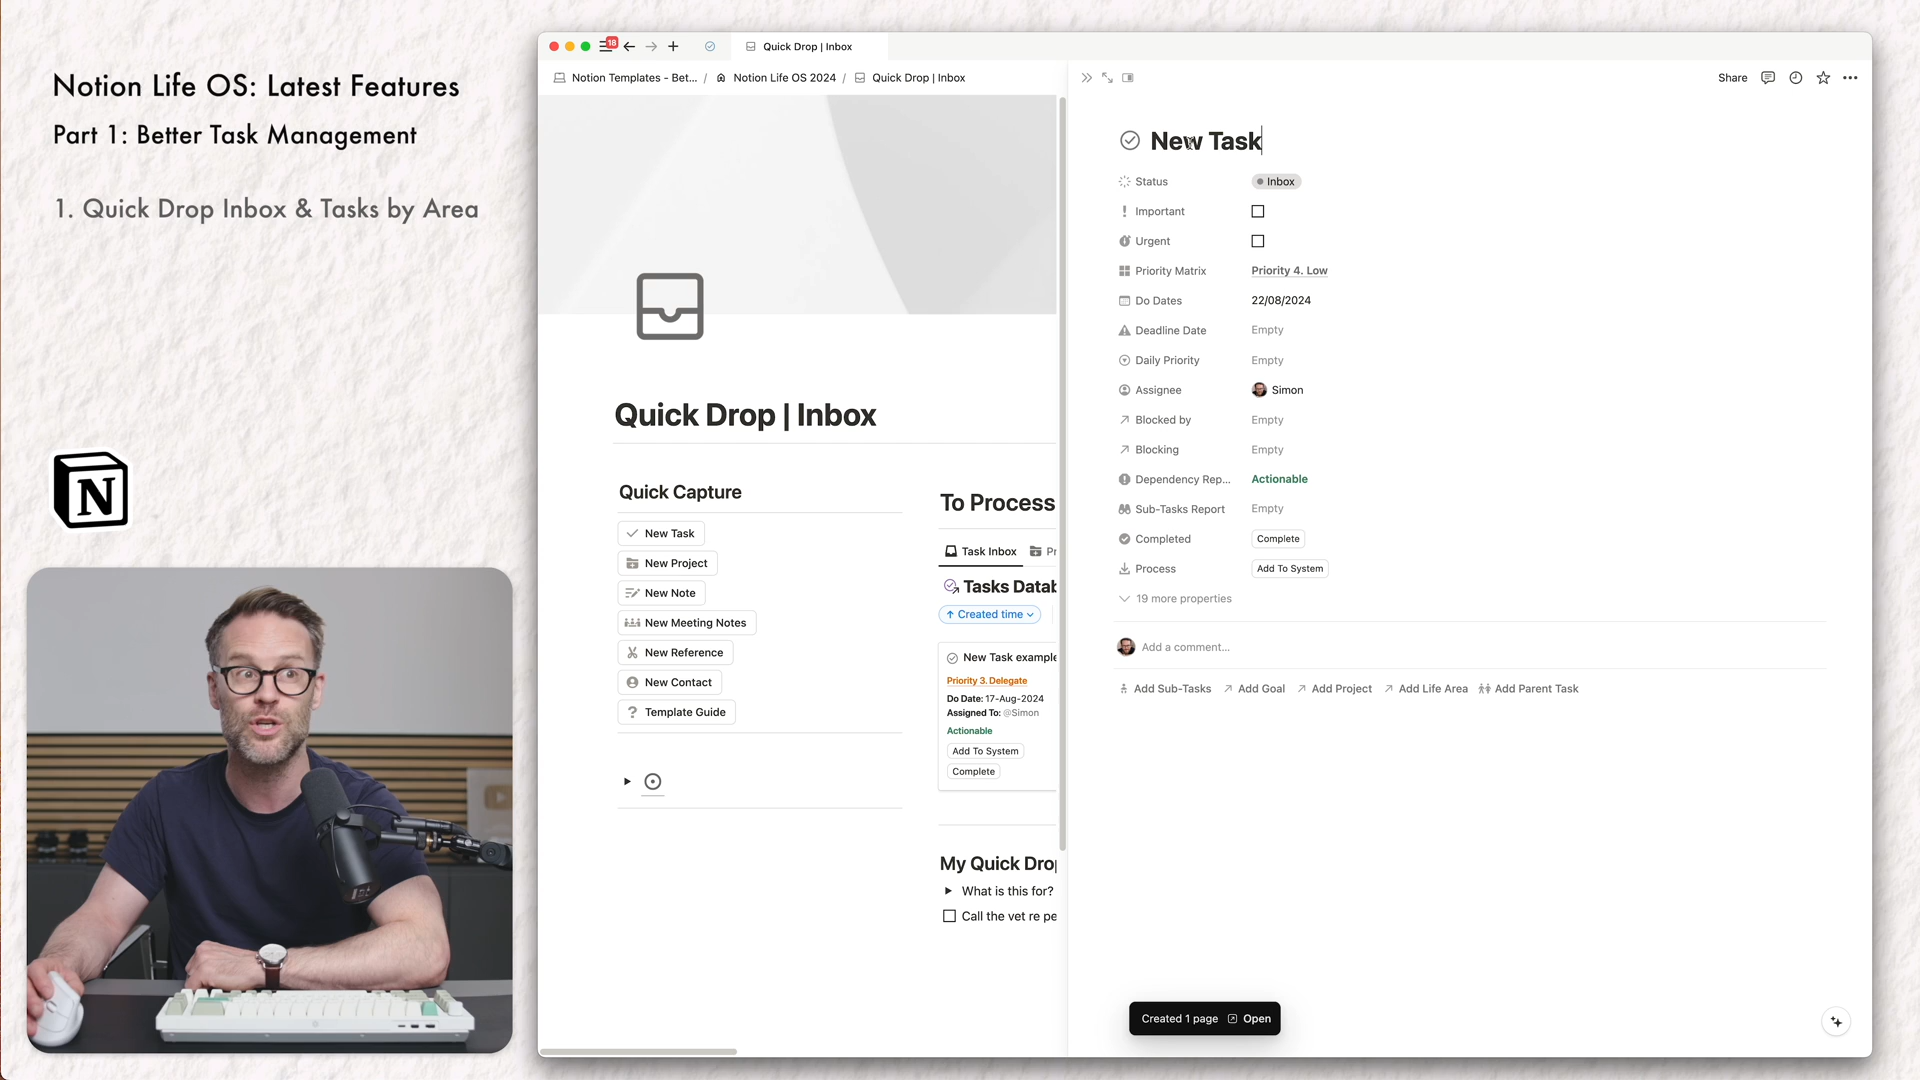 Notion Life OS: Latest Features
Part 1: Better Task Management
1. Quick Drop Inbox & Tasks by Area
N
18
Quick Drop | Inbox
Notion Templates - Bet... / Notion Life OS 2024 / Quick Drop | Inbox
Quick Drop | Inbox
Quick Capture
New Task
New Project
New Note
New Meeting Notes
New Reference
New Contact
Template Guide
To Process
Task Inbox
Pr
Tasks Datab
Created time
New Task example
Priority 3. Delegate
Do Date: 17-Aug-2024
Assigned To: @Simon
Actionable
Add To System
Complete
My Quick Drop
What is this for?
Call the vet re pe
Share
New Task
Status Inbox
Important
Urgent
Priority Matrix Priority 4. Low
Do Dates 22/08/2024
Deadline Date Empty
Daily Priority Empty
Assignee Simon
Blocked by Empty
Blocking Empty
Dependency Rep... Actionable
Sub-Tasks Report Empty
Completed Complete
Process Add To System
19 more properties
Add a comment...
Add Sub-Tasks Add Goal Add Project Add Life Area Add Parent Task
Created 1 page Open